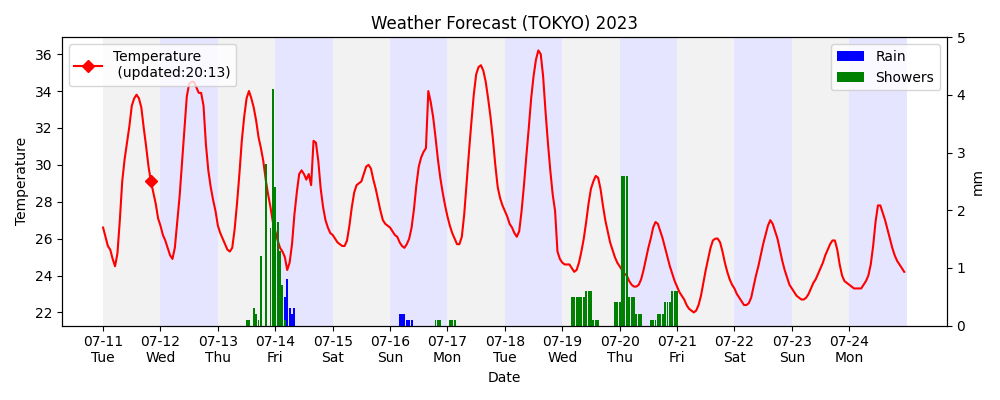 Weather Forecast (TOKYO) 2023
Temperature
(updated:20:13)
Rain
Showers
Temperature
36
34
32
30
28
26
24
22
mm
5
4
3
2
1
0
07-11 07-12 07-13 07-14 07-15 07-16 07-17 07-18 07-19 07-20 07-21 07-22 07-23 07-24
Tue Wed Thu Fri Sat Sun Mon Tue Wed Thu Fri Sat Sun Mon
Date